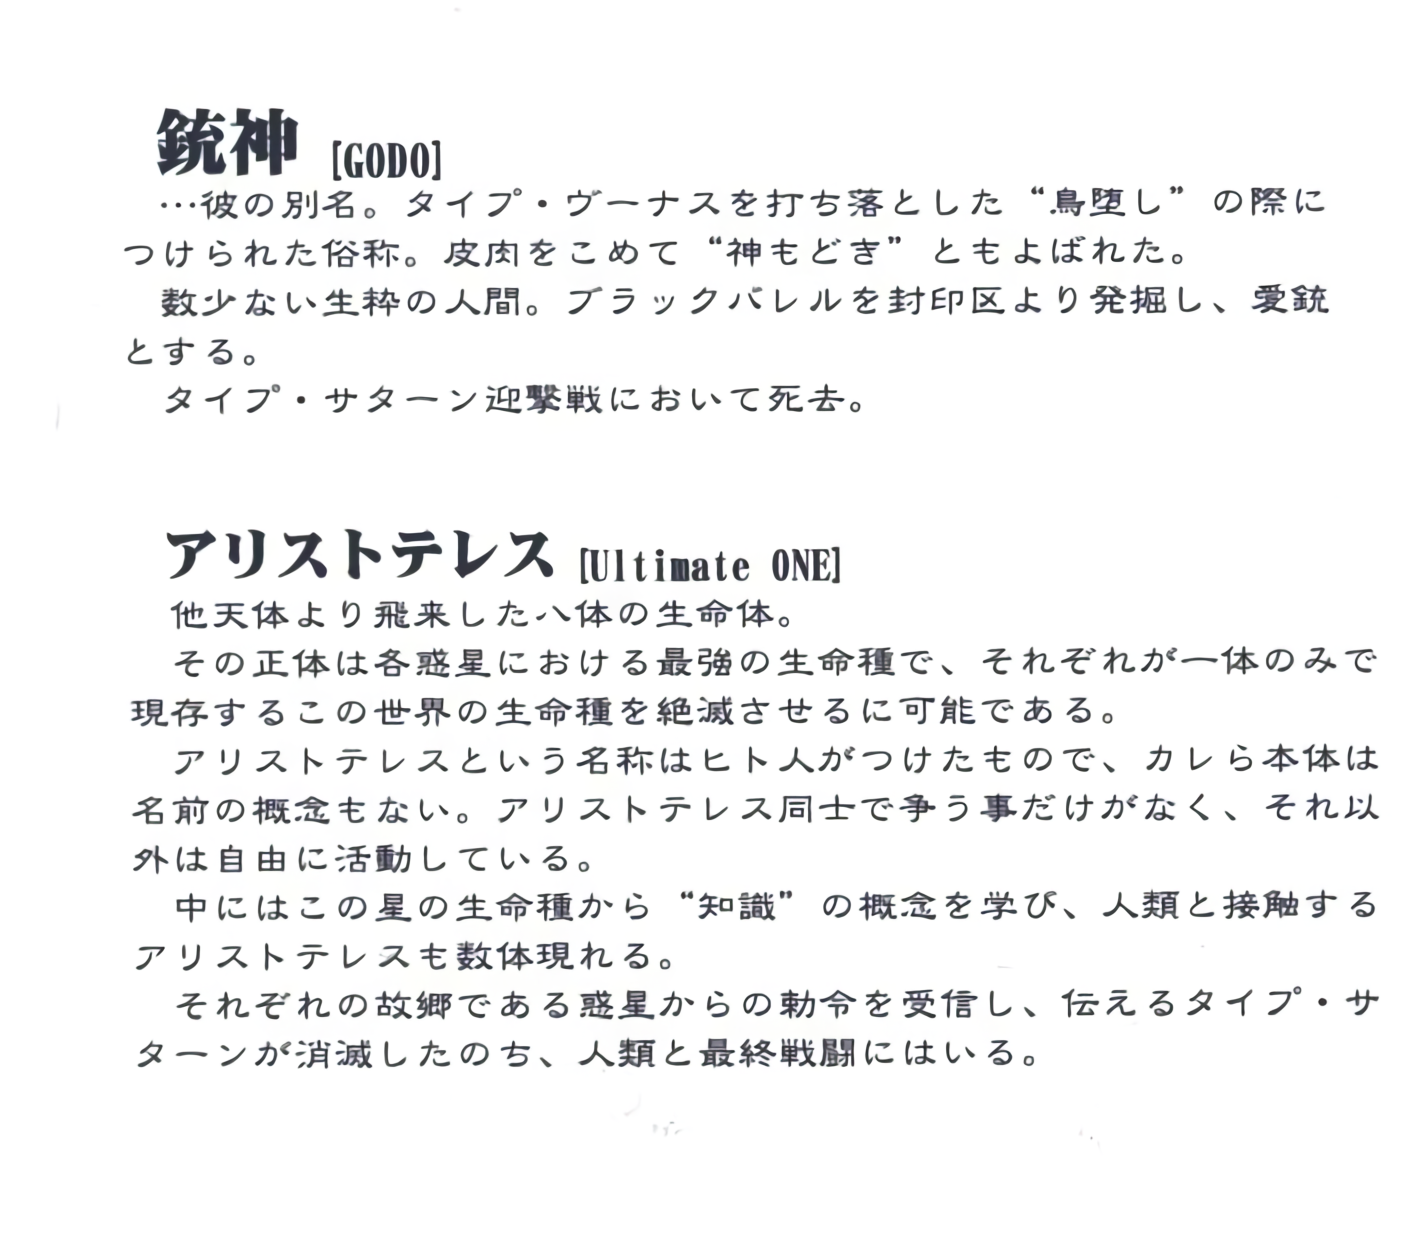 銃神 [GODO]
…彼の別名。タイプ・ヴーナスを打ち落とした“鳥堕し”の際に
つけられた俗称。皮肉をこめて“神もどき”ともよばれた。
数少ない生粋の人間。ブラックバレルを封印区より発掘し、愛銃
とする。
タイプ・サターン迎撃戦において死去。
アリストテレス [Ultimate ONE]
他天体より飛来した八体の生命体。
その正体は各惑星における最強の生命種で、それぞれが一体のみで
現存するこの世界の生命種を絶滅させるに可能である。
アリストテレスという名称はヒト人がつけたもので、カレら本体は
名前の概念もない。アリストテレス同士で争う事だけがなく、それ以
外は自由に活動している。
中にはこの星の生命種から“知識”の概念を学び、人類と接触する
アリストテレスも数体現れる。
それぞれの故郷である惑星からの勅令を受信し、伝えるタイプ・サ
ターンが消滅したのち、人類と最終戦闘にはいる。